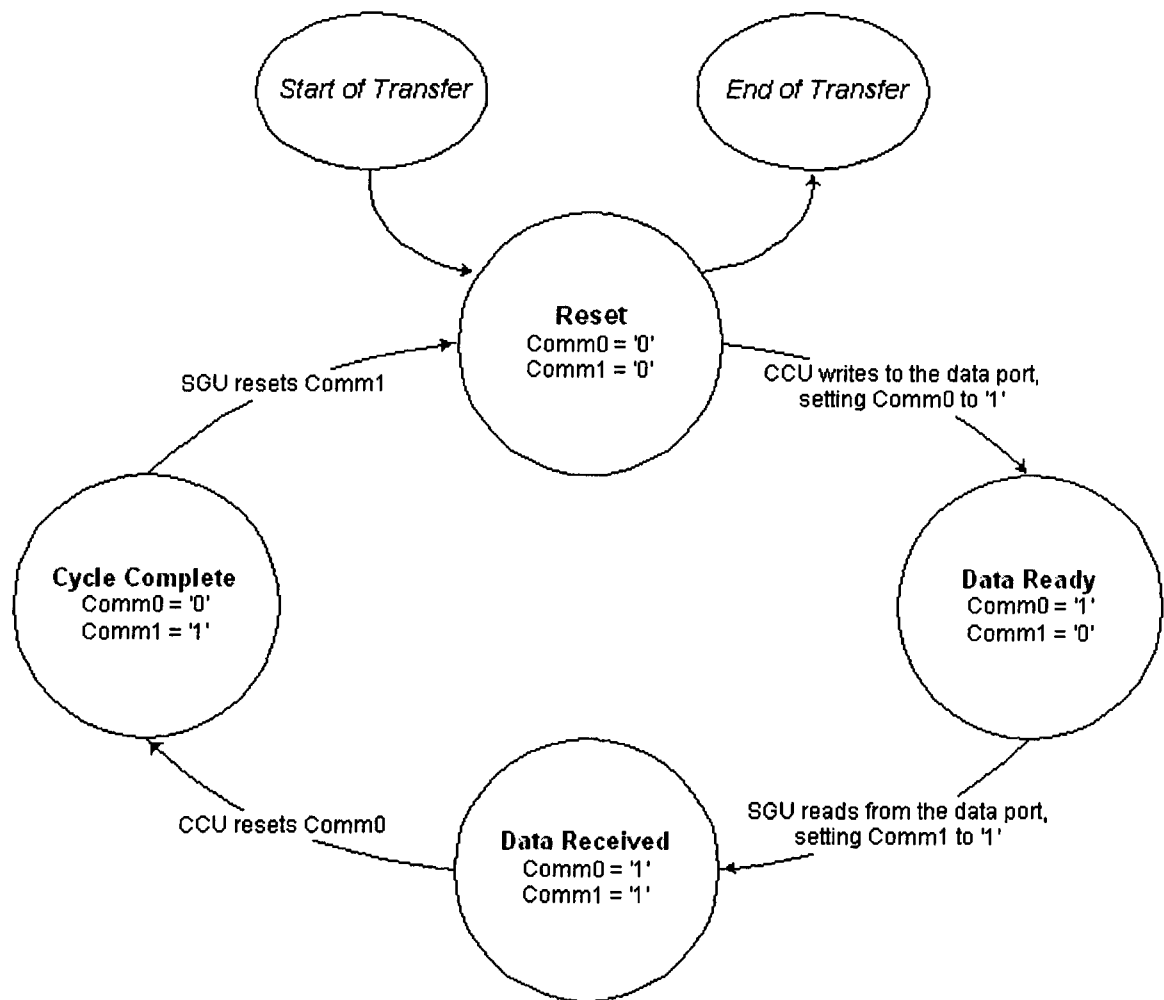 Start of Transfer
End of Transfer
Reset
Comm0 = '0'
Comm1 = '0'
SGU resets Comm1
CCU writes to the data port,
setting Comm0 to '1'
Cycle Complete
Comm0 = '0'
Comm1 = '1'
Data Ready
Comm0 = '1'
Comm1 = '0'
CCU resets Comm0
SGU reads from the data port,
setting Comm1 to '1'
Data Received
Comm0 = '1'
Comm1 = '1'